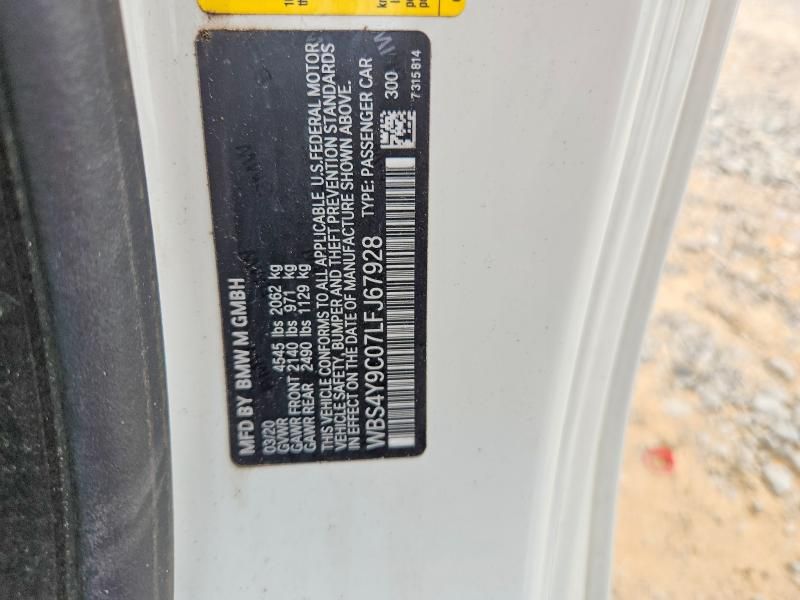 MFD BY BMW M GMBH
03/20
GVWR 4545 lbs 2062 kg
GAWR FRONT 2140 lbs 971 kg
GAWR REAR 2490 lbs 1129 kg
THIS VEHICLE CONFORMS TO ALL APPLICABLE U.S.FEDERAL MOTOR
VEHICLE SAFETY, BUMPER AND THEFT PREVENTION STANDARDS
IN EFFECT ON THE DATE OF MANUFACTURE SHOWN ABOVE.
WBS4Y9C07LFJ67928 TYPE: PASSENGER CAR
300
7315814